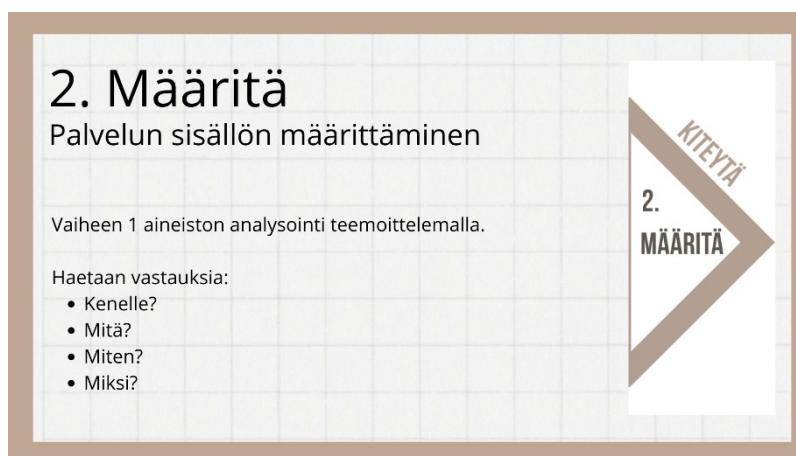 2. Määritä
Palvelun sisällön määrittäminen
Vaiheen 1 aineiston analysointi teemoittelemalla.
Haetaan vastauksia:
• Kenelle?
• Mitä?
• Miten?
• Miksi?
KITEYTÄ
2.
MÄÄRITÄ